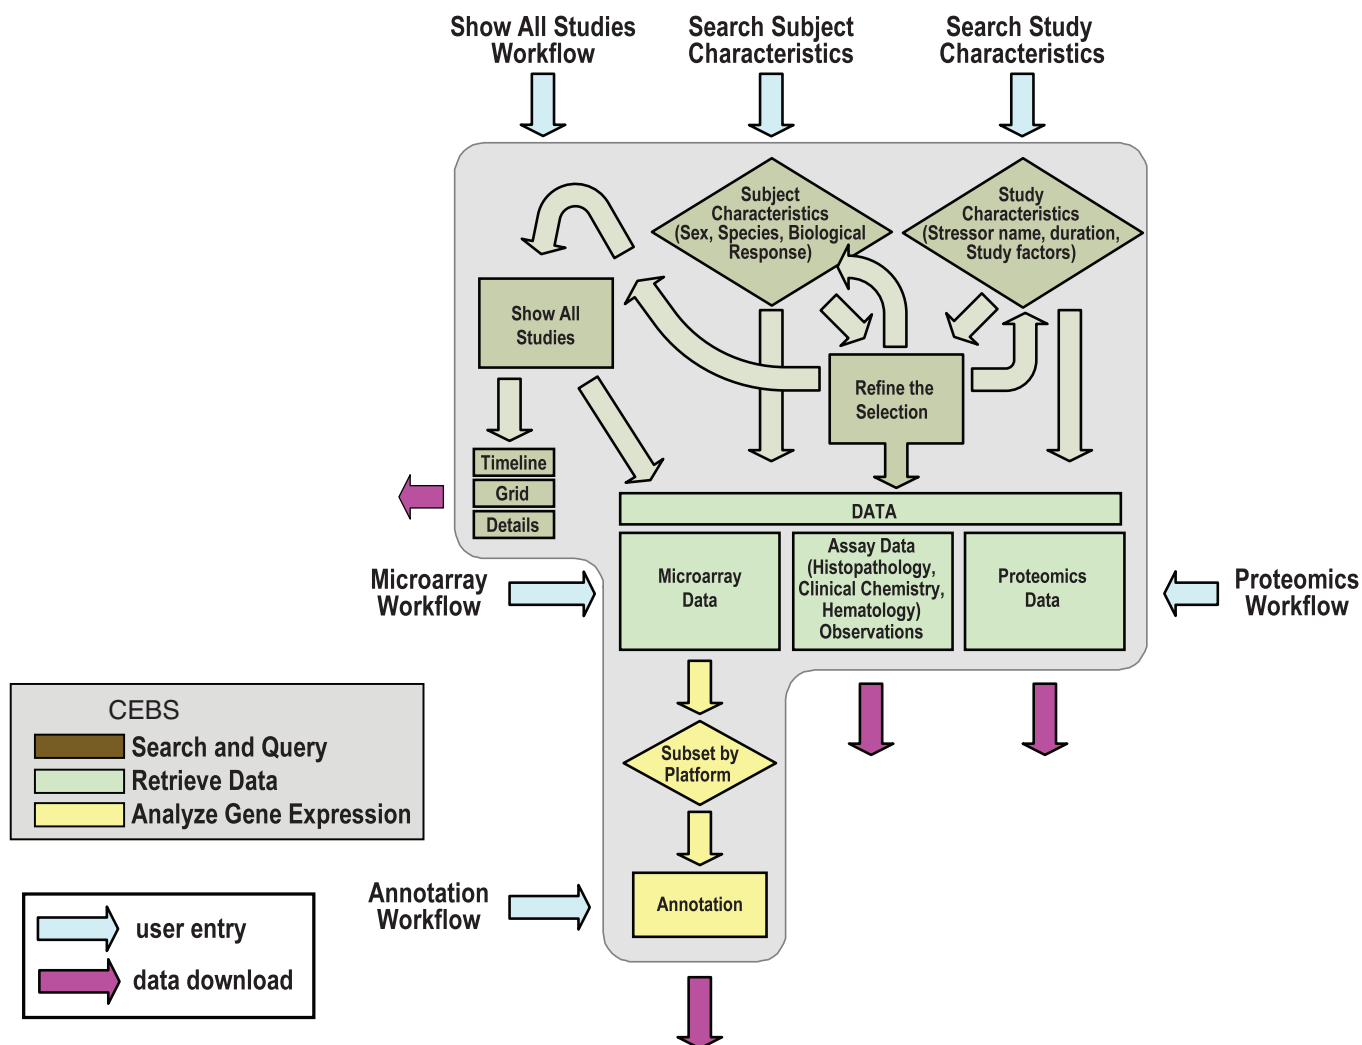 Show All Studies
Workflow
Search Subject
Characteristics
Search Study
Characteristics
Subject
Characteristics
(Sex, Species, Biological
Response)
Study
Characteristics
(Stressor name, duration,
Study factors)
Show All
Studies
Refine the
Selection
Timeline
Grid
Details
DATA
Microarray
Data
Assay Data
(Histopathology,
Clinical Chemistry,
Hematology)
Observations
Proteomics
Data
Microarray
Workflow
Proteomics
Workflow
Subset by
Platform
Annotation
Annotation
Workflow
CEBS
Search and Query
Retrieve Data
Analyze Gene Expression
user entry
data download